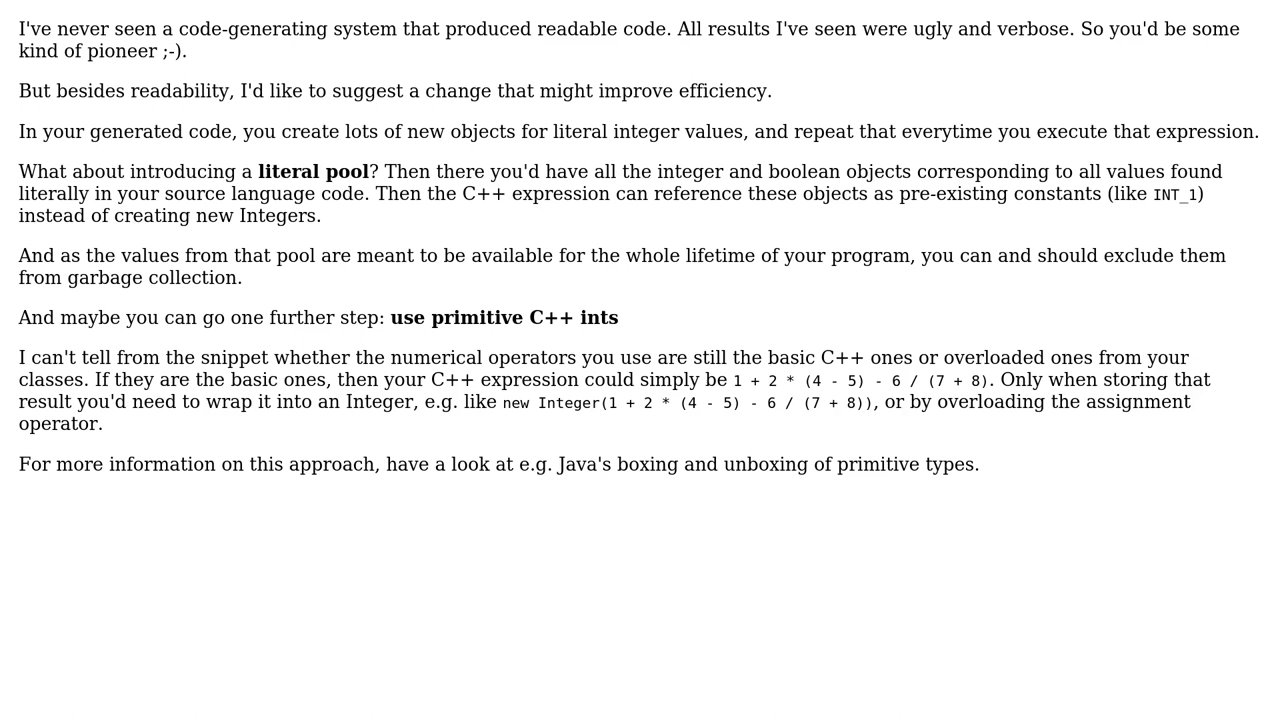 I've never seen a code-generating system that produced readable code. All results I've seen were ugly and verbose. So you'd be some
kind of pioneer ;-).
But besides readability, I'd like to suggest a change that might improve efficiency.
In your generated code, you create lots of new objects for literal integer values, and repeat that everytime you execute that expression.
What about introducing a literal pool? Then there you'd have all the integer and boolean objects corresponding to all values found
literally in your source language code. Then the C++ expression can reference these objects as pre-existing constants (like INT_1)
instead of creating new Integers.
And as the values from that pool are meant to be available for the whole lifetime of your program, you can and should exclude them
from garbage collection.
And maybe you can go one further step: use primitive C++ ints
I can't tell from the snippet whether the numerical operators you use are still the basic C++ ones or overloaded ones from your
classes. If they are the basic ones, then your C++ expression could simply be 1 + 2 * (4 - 5) - 6 / (7 + 8). Only when storing that
result you'd need to wrap it into an Integer, e.g. like new Integer(1 + 2 * (4 - 5) - 6 / (7 + 8)), or by overloading the assignment
operator.
For more information on this approach, have a look at e.g. Java's boxing and unboxing of primitive types.